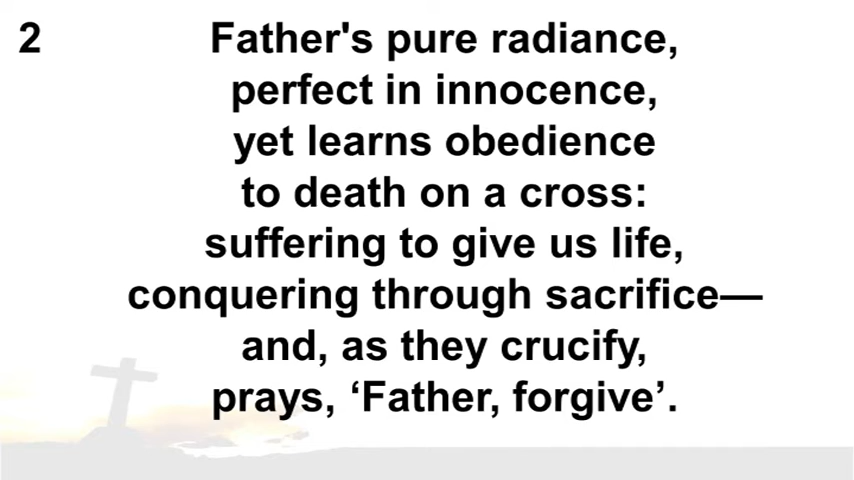 2
Father's pure radiance,
perfect in innocence,
yet learns obedience
to death on a cross:
suffering to give us life,
conquering through sacrifice—
and, as they crucify,
prays, ‘Father, forgive’.